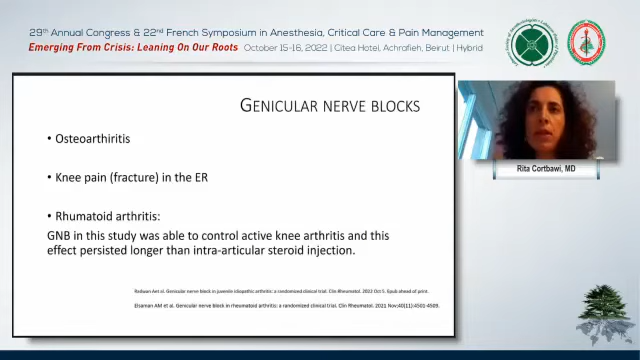 29th Annual Congress & 22nd French Symposium in Anesthesia, Critical Care & Pain Management
Emerging From Crisis: Leaning On Our Roots October 15-16, 2022 | Citea Hotel, Achrafieh, Beirut | Hybrid
GENICULAR NERVE BLOCKS
• Osteoarthiritis
• Knee pain (fracture) in the ER
• Rhumatoid arthritis:
GNB in this study was able to control active knee arthritis and this
effect persisted longer than intra-articular steroid injection.
Radwan Aet al. Genicular nerve block in juvenile idiopathic arthritis: a randomized clinical trial. Clin Rheumatol. 2022 Oct 5. Epub ahead of print.
Elsaman AM et al. Genicular nerve block in rheumatoid arthritis: a randomized clinical trial. Clin Rheumatol. 2021 Nov;40(11):4501-4509.
Rita Cortbawi, MD